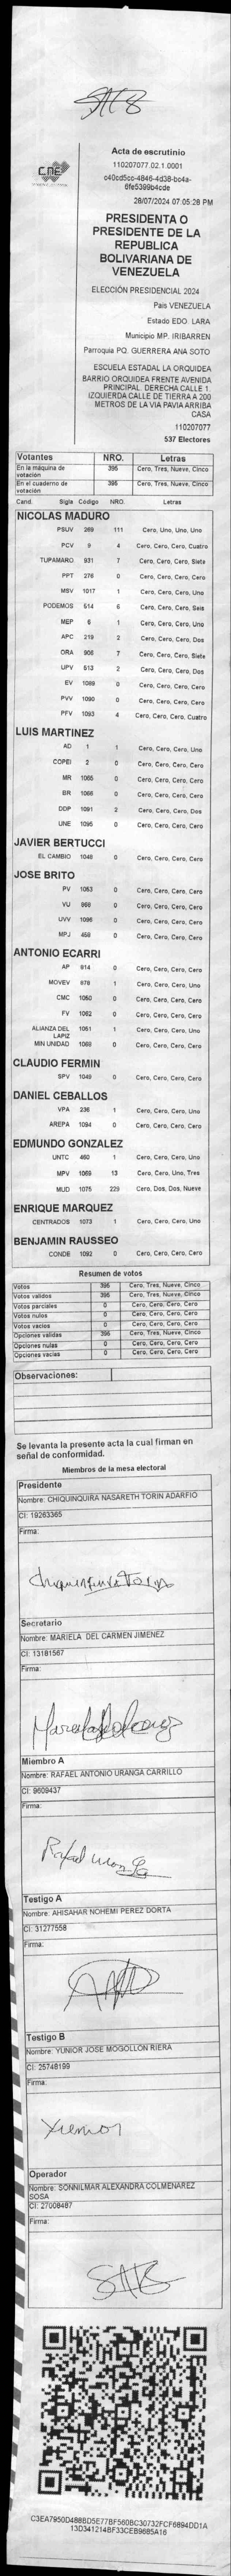 CNE
Acta de escrutinio
110207077.02.1.0001
c40cd5cc-4846-4d38-bc4a-
6fe5399b4cde
28/07/2024 07:05:28 PM
PRESIDENTA O
PRESIDENTE DE LA
REPUBLICA
BOLIVARIANA DE
VENEZUELA
ELECCIÓN PRESIDENCIAL 2024
Pais VENEZUELA
Estado EDO. LARA
Municipio MP. IRIBARREN
Parroquia PQ. GUERRERA ANA SOTO
ESCUELA ESTADAL LA ORQUIDEA
BARRIO ORQUIDEA FRENTE AVENIDA
PRINCIPAL. DERECHA CALLE 1.
IZQUIERDA CALLE DE TIERRA A 200
METROS DE LA VIA PAVIA ARRIBA
CASA
110207077
537 Electores
Votantes NRO. Letras
En la máquina de votación 395 Cero, Tres, Nueve, Cinco
En el cuaderno de votación 395 Cero, Tres, Nueve, Cinco
Cand. Sigla Código NRO. Letras
NICOLAS MADURO
PSUV 269 111 Cero, Uno, Uno, Uno
PCV 9 4 Cero, Cero, Cero, Cuatro
TUPAMARO 931 7 Cero, Cero, Cero, Siete
PPT 276 0 Cero, Cero, Cero, Cero
MSV 1017 1 Cero, Cero, Cero, Uno
PODEMOS 514 6 Cero, Cero, Cero, Seis
MEP 6 1 Cero, Cero, Cero, Uno
APC 219 2 Cero, Cero, Cero, Dos
ORA 906 7 Cero, Cero, Cero, Siete
UPV 513 2 Cero, Cero, Cero, Dos
EV 1089 0 Cero, Cero, Cero, Cero
PVV 1090 0 Cero, Cero, Cero, Cero
PFV 1093 4 Cero, Cero, Cero, Cuatro
LUIS MARTINEZ
AD 1 1 Cero, Cero, Cero, Uno
COPEI 2 0 Cero, Cero, Cero, Cero
MR 1065 0 Cero, Cero, Cero, Cero
BR 1066 0 Cero, Cero, Cero, Cero
DDP 1091 2 Cero, Cero, Cero, Dos
UNE 1095 0 Cero, Cero, Cero, Cero
JAVIER BERTUCCI
EL CAMBIO 1048 0 Cero, Cero, Cero, Cero
JOSE BRITO
PV 1053 0 Cero, Cero, Cero, Cero
VU 868 0 Cero, Cero, Cero, Cero
UVV 1096 0 Cero, Cero, Cero, Cero
MPJ 458 0 Cero, Cero, Cero, Cero
ANTONIO ECARRI
AP 814 0 Cero, Cero, Cero, Cero
MOVEV 878 1 Cero, Cero, Cero, Uno
CMC 1050 0 Cero, Cero, Cero, Cero
FV 1052 0 Cero, Cero, Cero, Cero
ALIANZA DEL LAPIZ 1051 1 Cero, Cero, Cero, Uno
MIN UNIDAD 1069 0 Cero, Cero, Cero, Cero
CLAUDIO FERMIN
SPV 1049 0 Cero, Cero, Cero, Cero
DANIEL CEBALLOS
VPA 236 1 Cero, Cero, Cero, Uno
AREPA 1094 0 Cero, Cero, Cero, Cero
EDMUNDO GONZALEZ
UNTC 460 1 Cero, Cero, Cero, Uno
MPV 1069 13 Cero, Cero, Uno, Tres
MUD 1075 229 Cero, Dos, Dos, Nueve
ENRIQUE MARQUEZ
CENTRADOS 1073 1 Cero, Cero, Cero, Uno
BENJAMIN RAUSSEO
CONDE 1092 0 Cero, Cero, Cero, Cero
Resumen de votos
Votos 395 Cero, Tres, Nueve, Cinco
Votos validos 395 Cero, Tres, Nueve, Cinco
Votos parciales 0 Cero, Cero, Cero, Cero
Votos nulos 0 Cero, Cero, Cero, Cero
Votos vacios 0 Cero, Cero, Cero, Cero
Opciones validas 395 Cero, Tres, Nueve, Cinco
Opciones nulas 0 Cero, Cero, Cero, Cero
Opciones vacias 0 Cero, Cero, Cero, Cero
Observaciones:
Se levanta la presente acta la cual firman en
señal de conformidad.
Miembros de la mesa electoral
Presidente
Nombre: CHIQUINQUIRA NASARETH TORIN ADARFIO
CI: 19263365
Firma:
Chiquinquira Torin
Secretario
Nombre: MARIELA DEL CARMEN JIMENEZ
CI: 13181567
Firma:
Miembro A
Nombre: RAFAEL ANTONIO URANGA CARRILLO
CI: 9609437
Firma:
Rafael
Testigo A
Nombre: AHISAHAR NOHEMI PEREZ DORTA
CI: 31277558
Firma:
Testigo B
Nombre: YUNIOR JOSE MOGOLLON RIERA
CI: 25748199
Firma:
Yunior
Operador
Nombre: SONNILMAR ALEXANDRA COLMENAREZ
SOSA
CI: 27008487
Firma:
C3EA7950D488BD5E77BF560BC30732FCF6894DD1A
13D341214BF33CEB9685A16